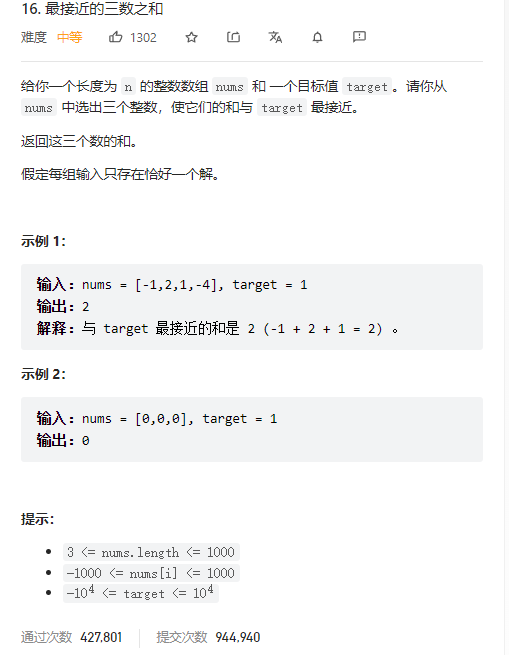 16. 最接近的三数之和
难度 中等 1302
给你一个长度为 n 的整数数组 nums 和 一个目标值 target。请你从
nums 中选出三个整数，使它们的和与 target 最接近。
返回这三个数的和。
假定每组输入只存在恰好一个解。
示例 1：
输入：nums = [-1,2,1,-4], target = 1
输出：2
解释：与 target 最接近的和是 2 (-1 + 2 + 1 = 2) 。
示例 2：
输入：nums = [0,0,0], target = 1
输出：0
提示：
• 3 <= nums.length <= 1000
• -1000 <= nums[i] <= 1000
• -10⁴ <= target <= 10⁴
通过次数 427,801 提交次数 944,940